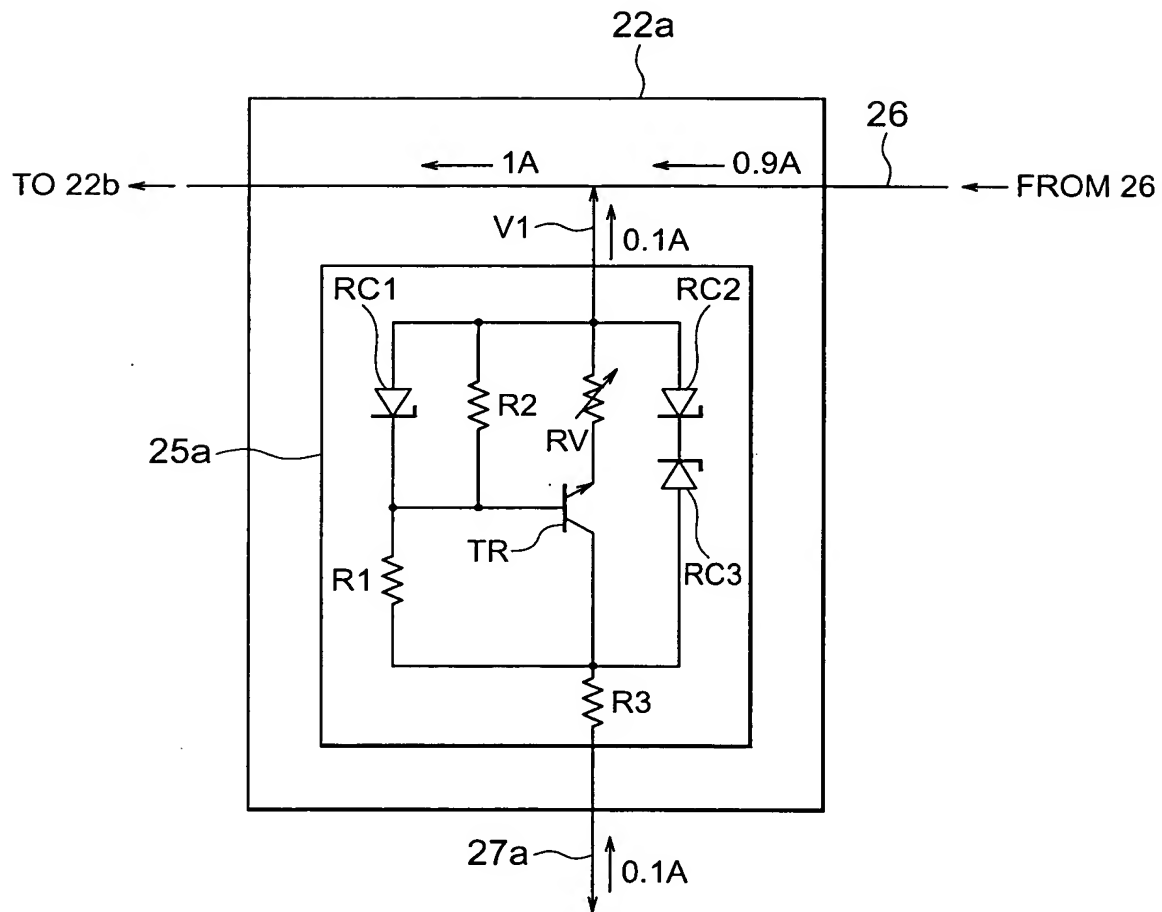 22a
26
1A
0.9A
TO 22b
FROM 26
V1
0.1A
RC1
RC2
R2
RV
25a
TR
R1
RC3
R3
27a
0.1A